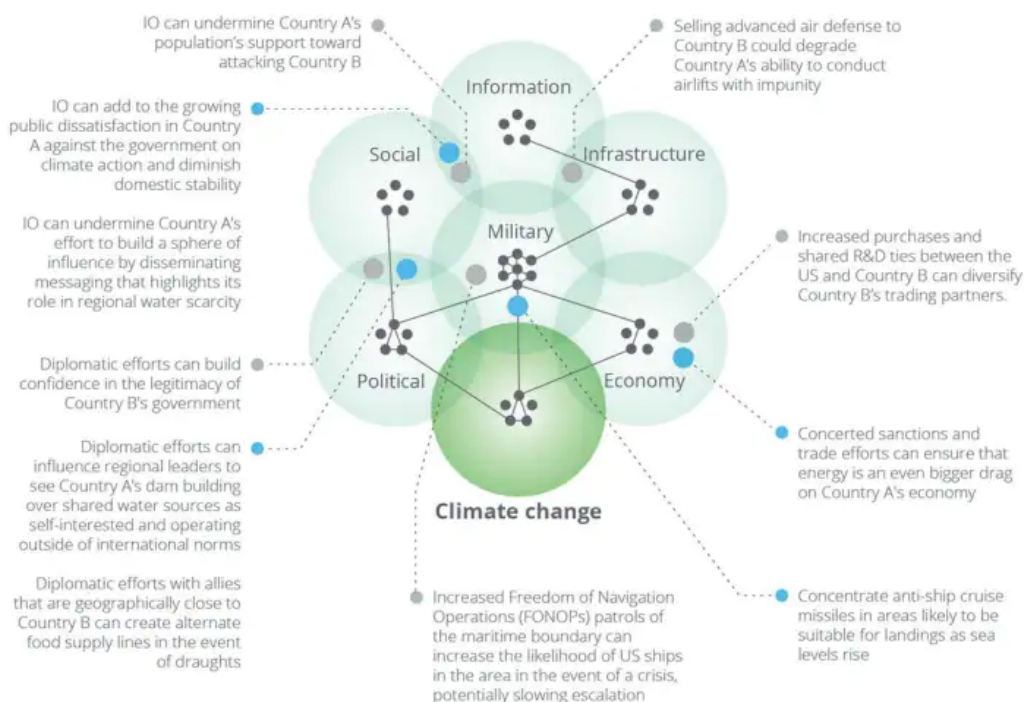 IO can undermine Country A's
population's support toward
attacking Country B
Selling advanced air defense to
Country B could degrade
Country A's ability to conduct
airlifts with impunity
IO can add to the growing
public dissatisfaction in Country
A against the government on
climate action and diminish
domestic stability
IO can undermine Country A's
effort to build a sphere of
influence by disseminating
messaging that highlights its
role in regional water scarcity
Diplomatic efforts can build
confidence in the legitimacy of
Country B's government
Diplomatic efforts can
influence regional leaders to
see Country A's dam building
over shared water sources as
self-interested and operating
outside of international norms
Diplomatic efforts with allies
that are geographically close to
Country B can create alternate
food supply lines in the event
of draughts
Information
Social
Infrastructure
Military
Political
Economy
Climate change
Increased purchases and
shared R&D ties between the
US and Country B can diversify
Country B's trading partners.
Concerted sanctions and
trade efforts can ensure that
energy is an even bigger drag
on Country A's economy
Increased Freedom of Navigation
Operations (FONOPs) patrols of
the maritime boundary can
increase the likelihood of US ships
in the area in the event of a crisis,
potentially slowing escalation
Concentrate anti-ship cruise
missiles in areas likely to be
suitable for landings as sea
levels rise